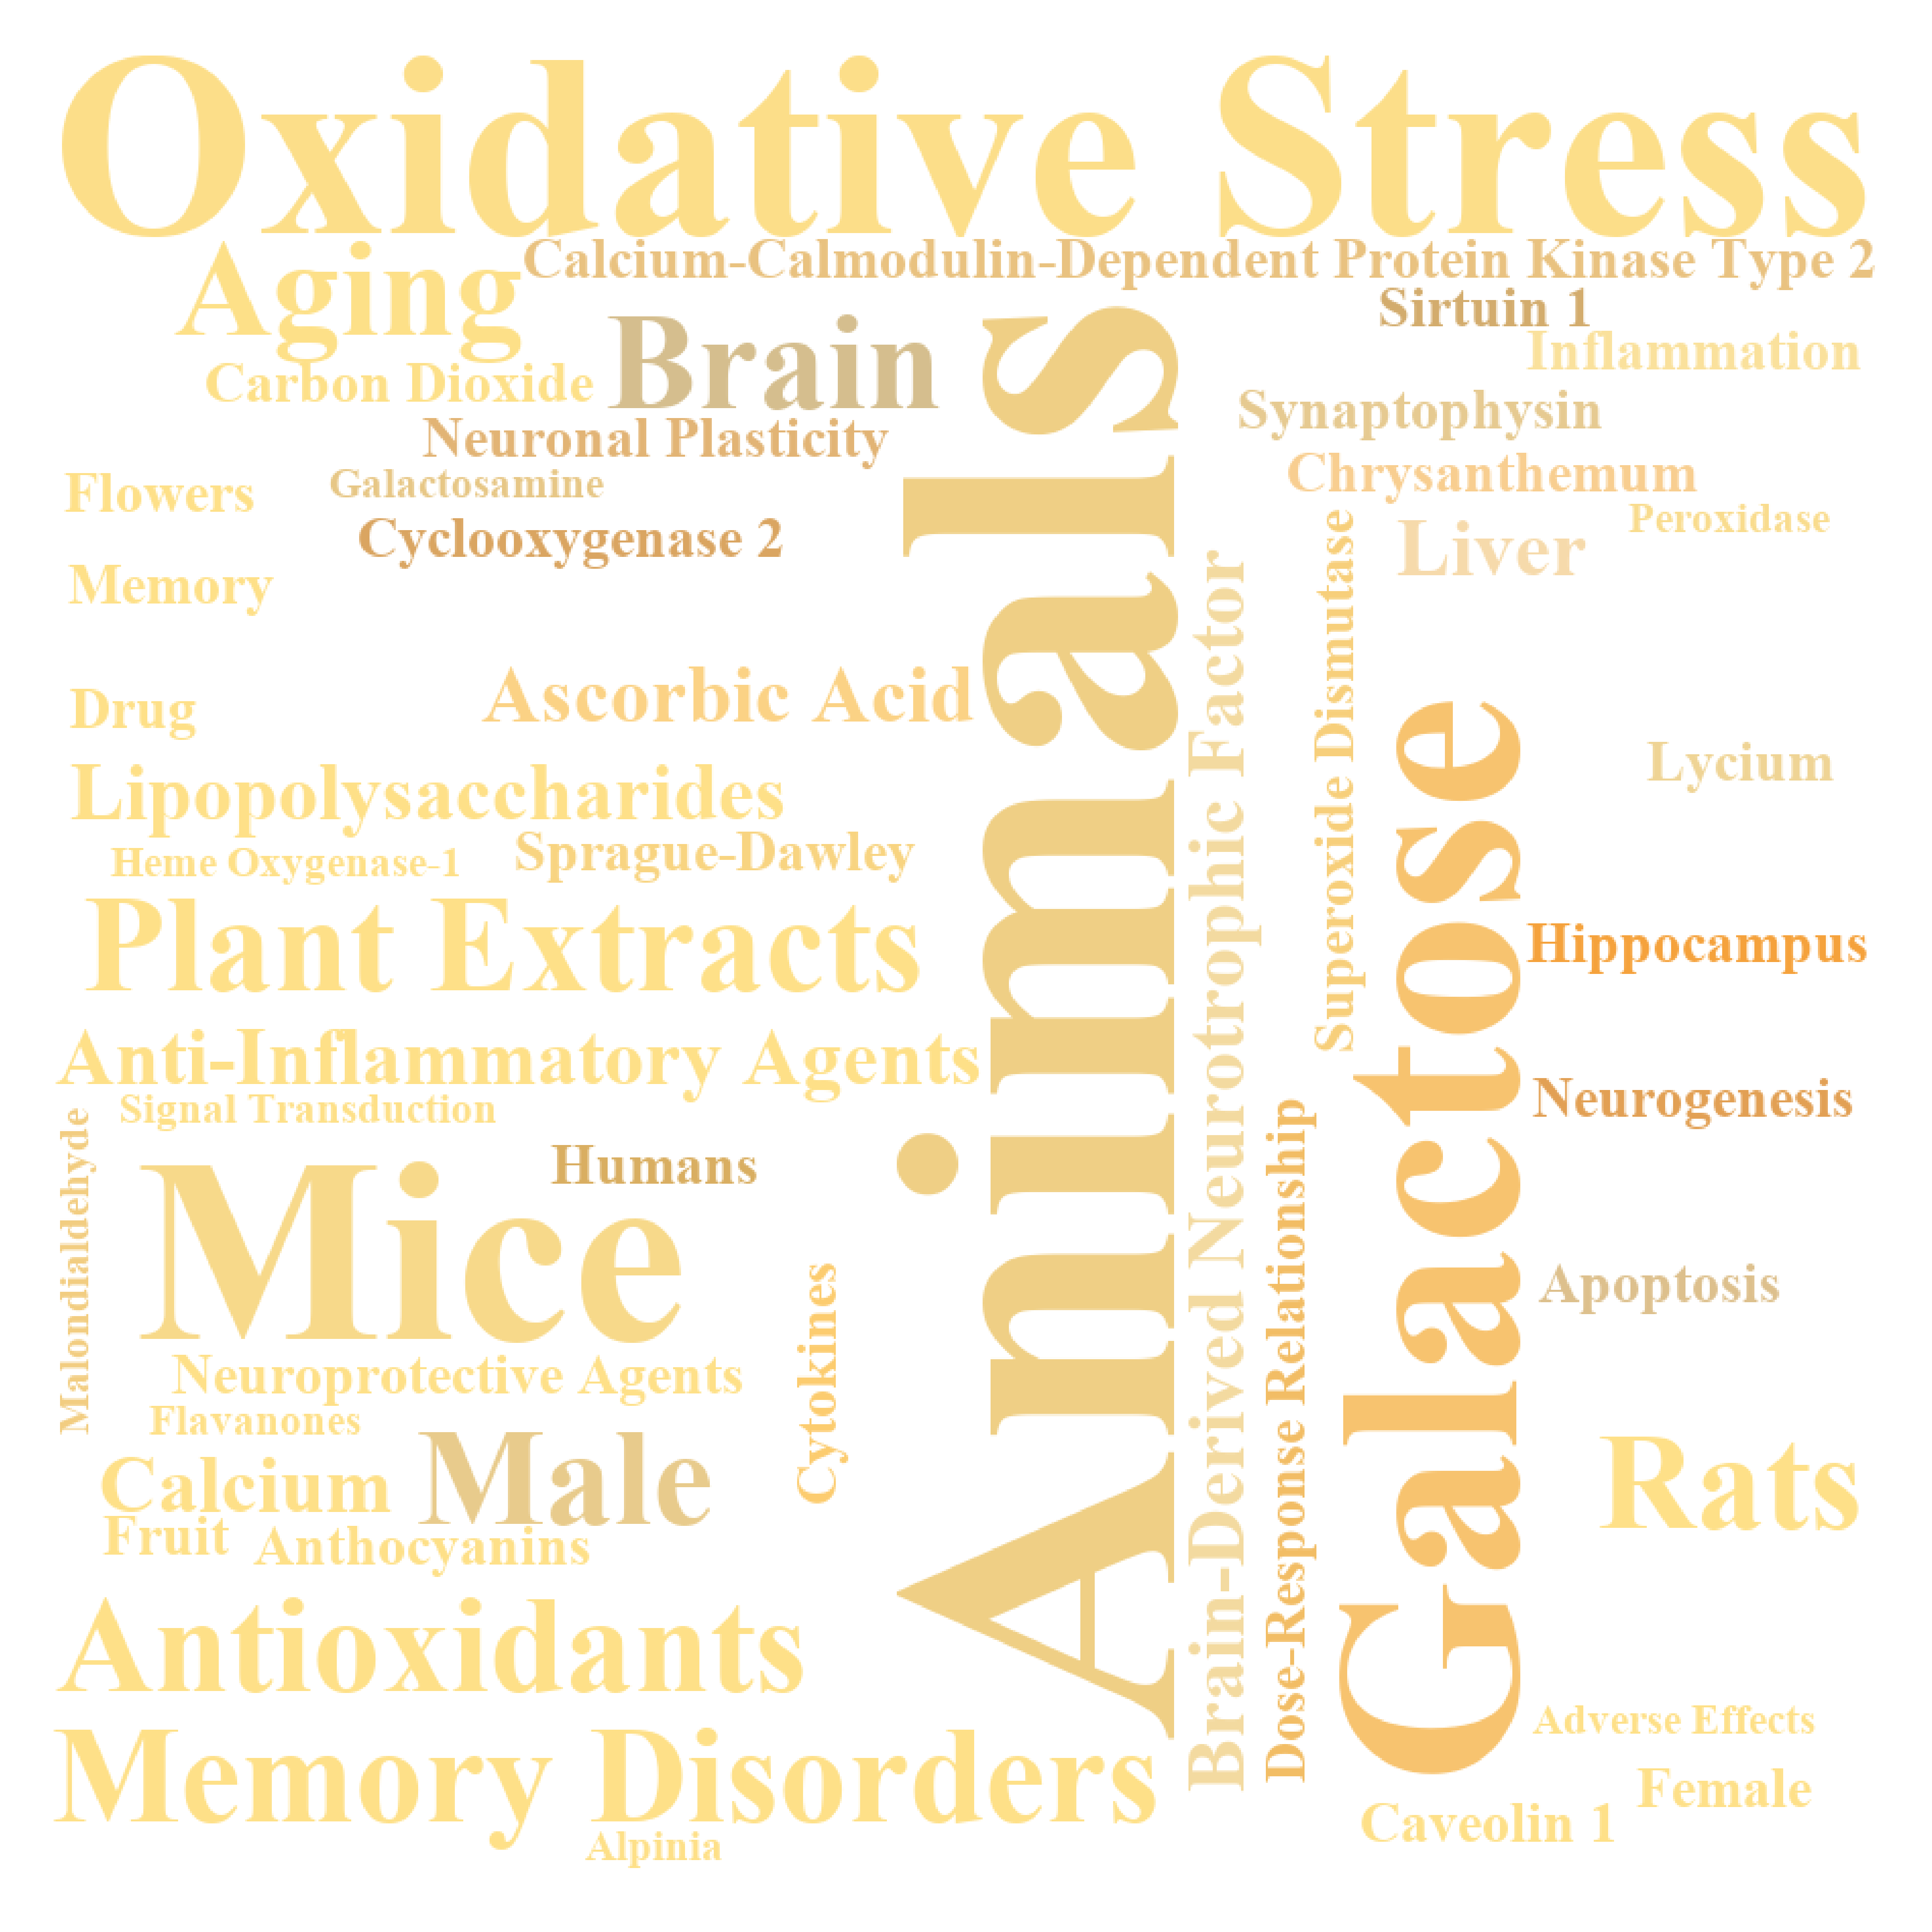 Oxidative Stress
Aging
Calcium-Calmodulin-Dependent Protein Kinase Type 2
Sirtuin 1
Brain
Inflammation
Carbon Dioxide
Synaptophysin
Neuronal Plasticity
Chrysanthemum
Flowers
Galactosamine
Peroxidase
Cyclooxygenase 2
Liver
Memory
Animals
Brain-Derived Neurotrophic Factor
Superoxide Dismutase
Galactose
Ascorbic Acid
Drug
Lycium
Lipopolysaccharides
Heme Oxygenase-1
Sprague-Dawley
Plant Extracts
Hippocampus
Anti-Inflammatory Agents
Signal Transduction
Neurogenesis
Malondialdehyde
Humans
Mice
Dose-Response Relationship
Cytokines
Apoptosis
Neuroprotective Agents
Flavanones
Calcium
Male
Rats
Fruit
Anthocyanins
Antioxidants
Adverse Effects
Memory Disorders
Female
Caveolin 1
Alpinia